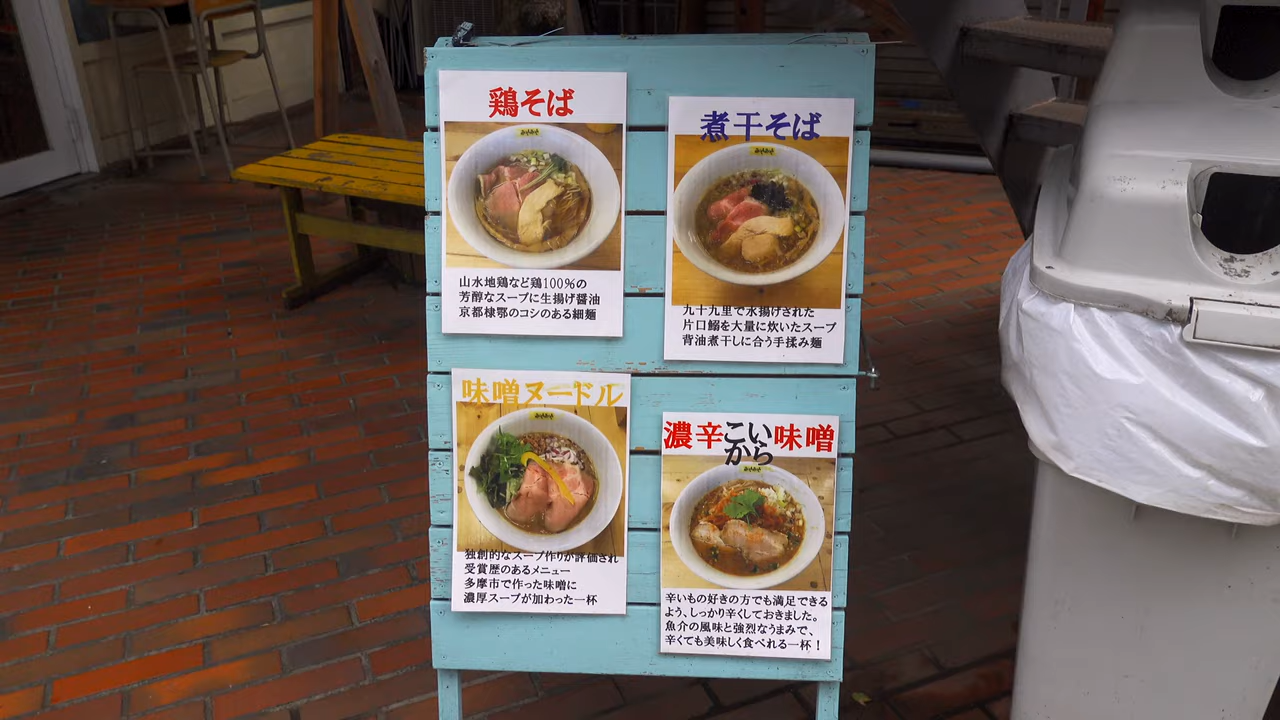 鶏そば
山水地鶏など鶏100%の
芳醇なスープに生揚げ醤油
京都棣鄂のコシのある細麺
煮干そば
九十九里で水揚げされた
片口鰯を大量に炊いたスープ
背油煮干しに合う手揉み麺
味噌ヌードル
独創的なスープ作りが評価され
受賞歴のあるメニュー
多摩市で作った味噌に
濃厚スープが加わった一杯
濃辛こいから味噌
辛いもの好きの方でも満足できる
よう、しっかり辛くしておきました。
魚介の風味と強烈なうまみで、
辛くても美味しく食べれる一杯！